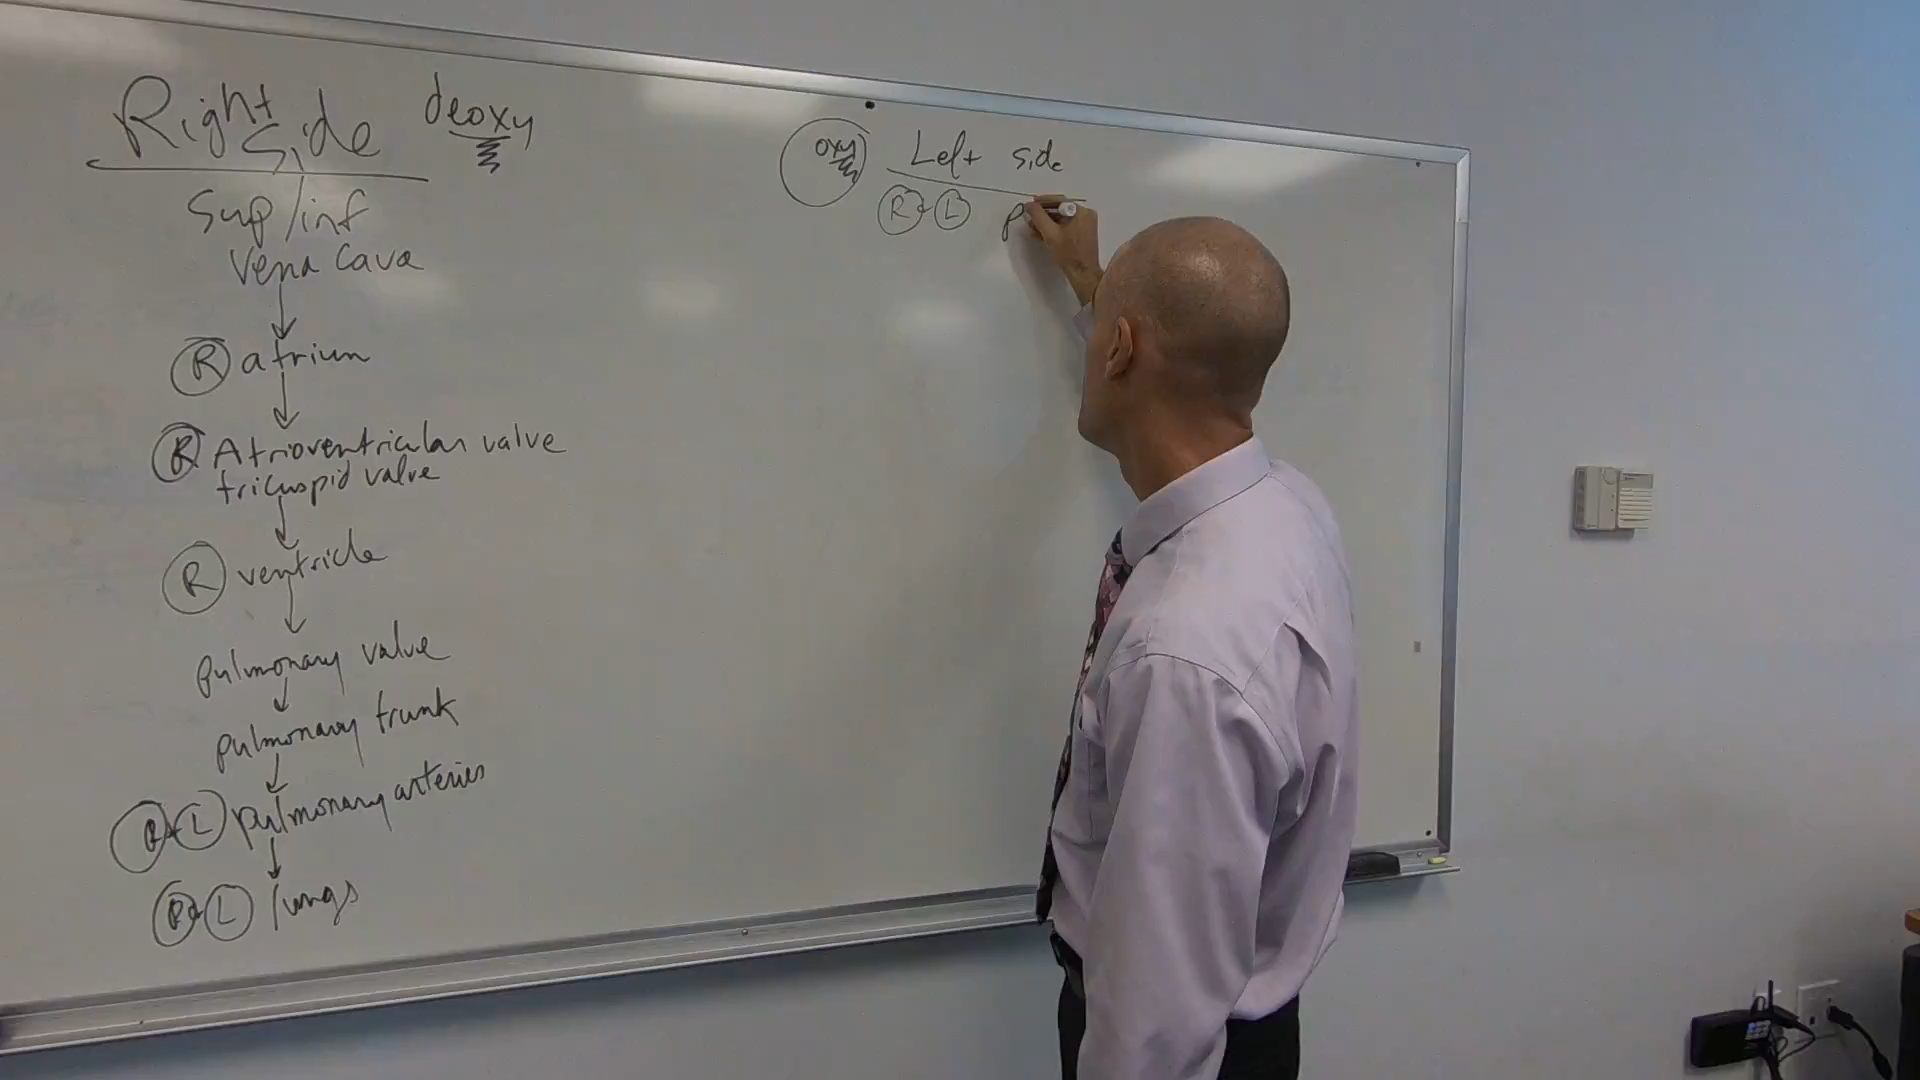 Right Side deoxy
Sup/inf
Vena Cava
R atrium
R Atrioventricular valve
tricuspid valve
R ventricle
pulmonary valve
pulmonary trunk
R+L pulmonary arteries
R+L lungs
oxy Left side
R+L p